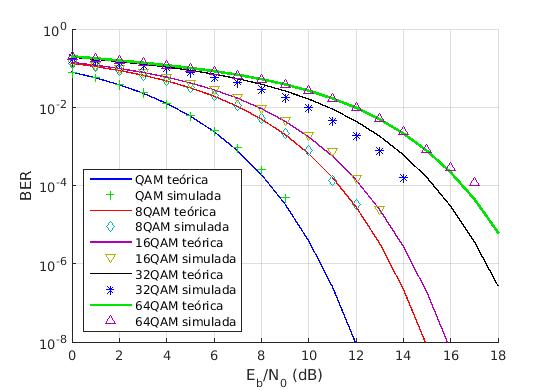 10^0
10^-2
10^-4
10^-6
10^-8
BER
QAM teórica
QAM simulada
8QAM teórica
8QAM simulada
16QAM teórica
16QAM simulada
32QAM teórica
32QAM simulada
64QAM teórica
64QAM simulada
0 2 4 6 8 10 12 14 16 18
E_b/N_0 (dB)